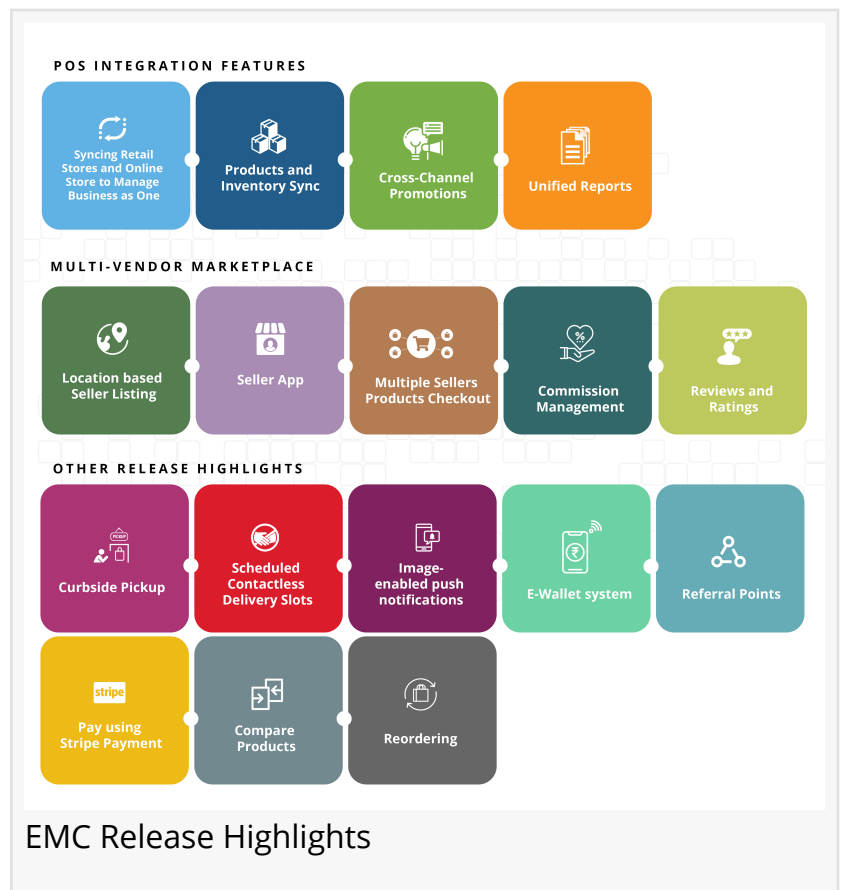 POS INTEGRATION FEATURES
Syncing Retail
Stores and Online
Store to Manage
Business as One
Products and
Inventory Sync
Cross-Channel
Promotions
Unified Reports
MULTI-VENDOR MARKETPLACE
Location based
Seller Listing
Seller App
Multiple Sellers
Products Checkout
%
Commission
Management
Reviews and
Ratings
OTHER RELEASE HIGHLIGHTS
PICKUP
Curbside Pickup
Scheduled
Contactless
Delivery Slots
Image-
enabled push
notifications
₹
E-Wallet system
Referral Points
stripe
Pay using
Stripe Payment
Compare
Products
Reordering
EMC Release Highlights